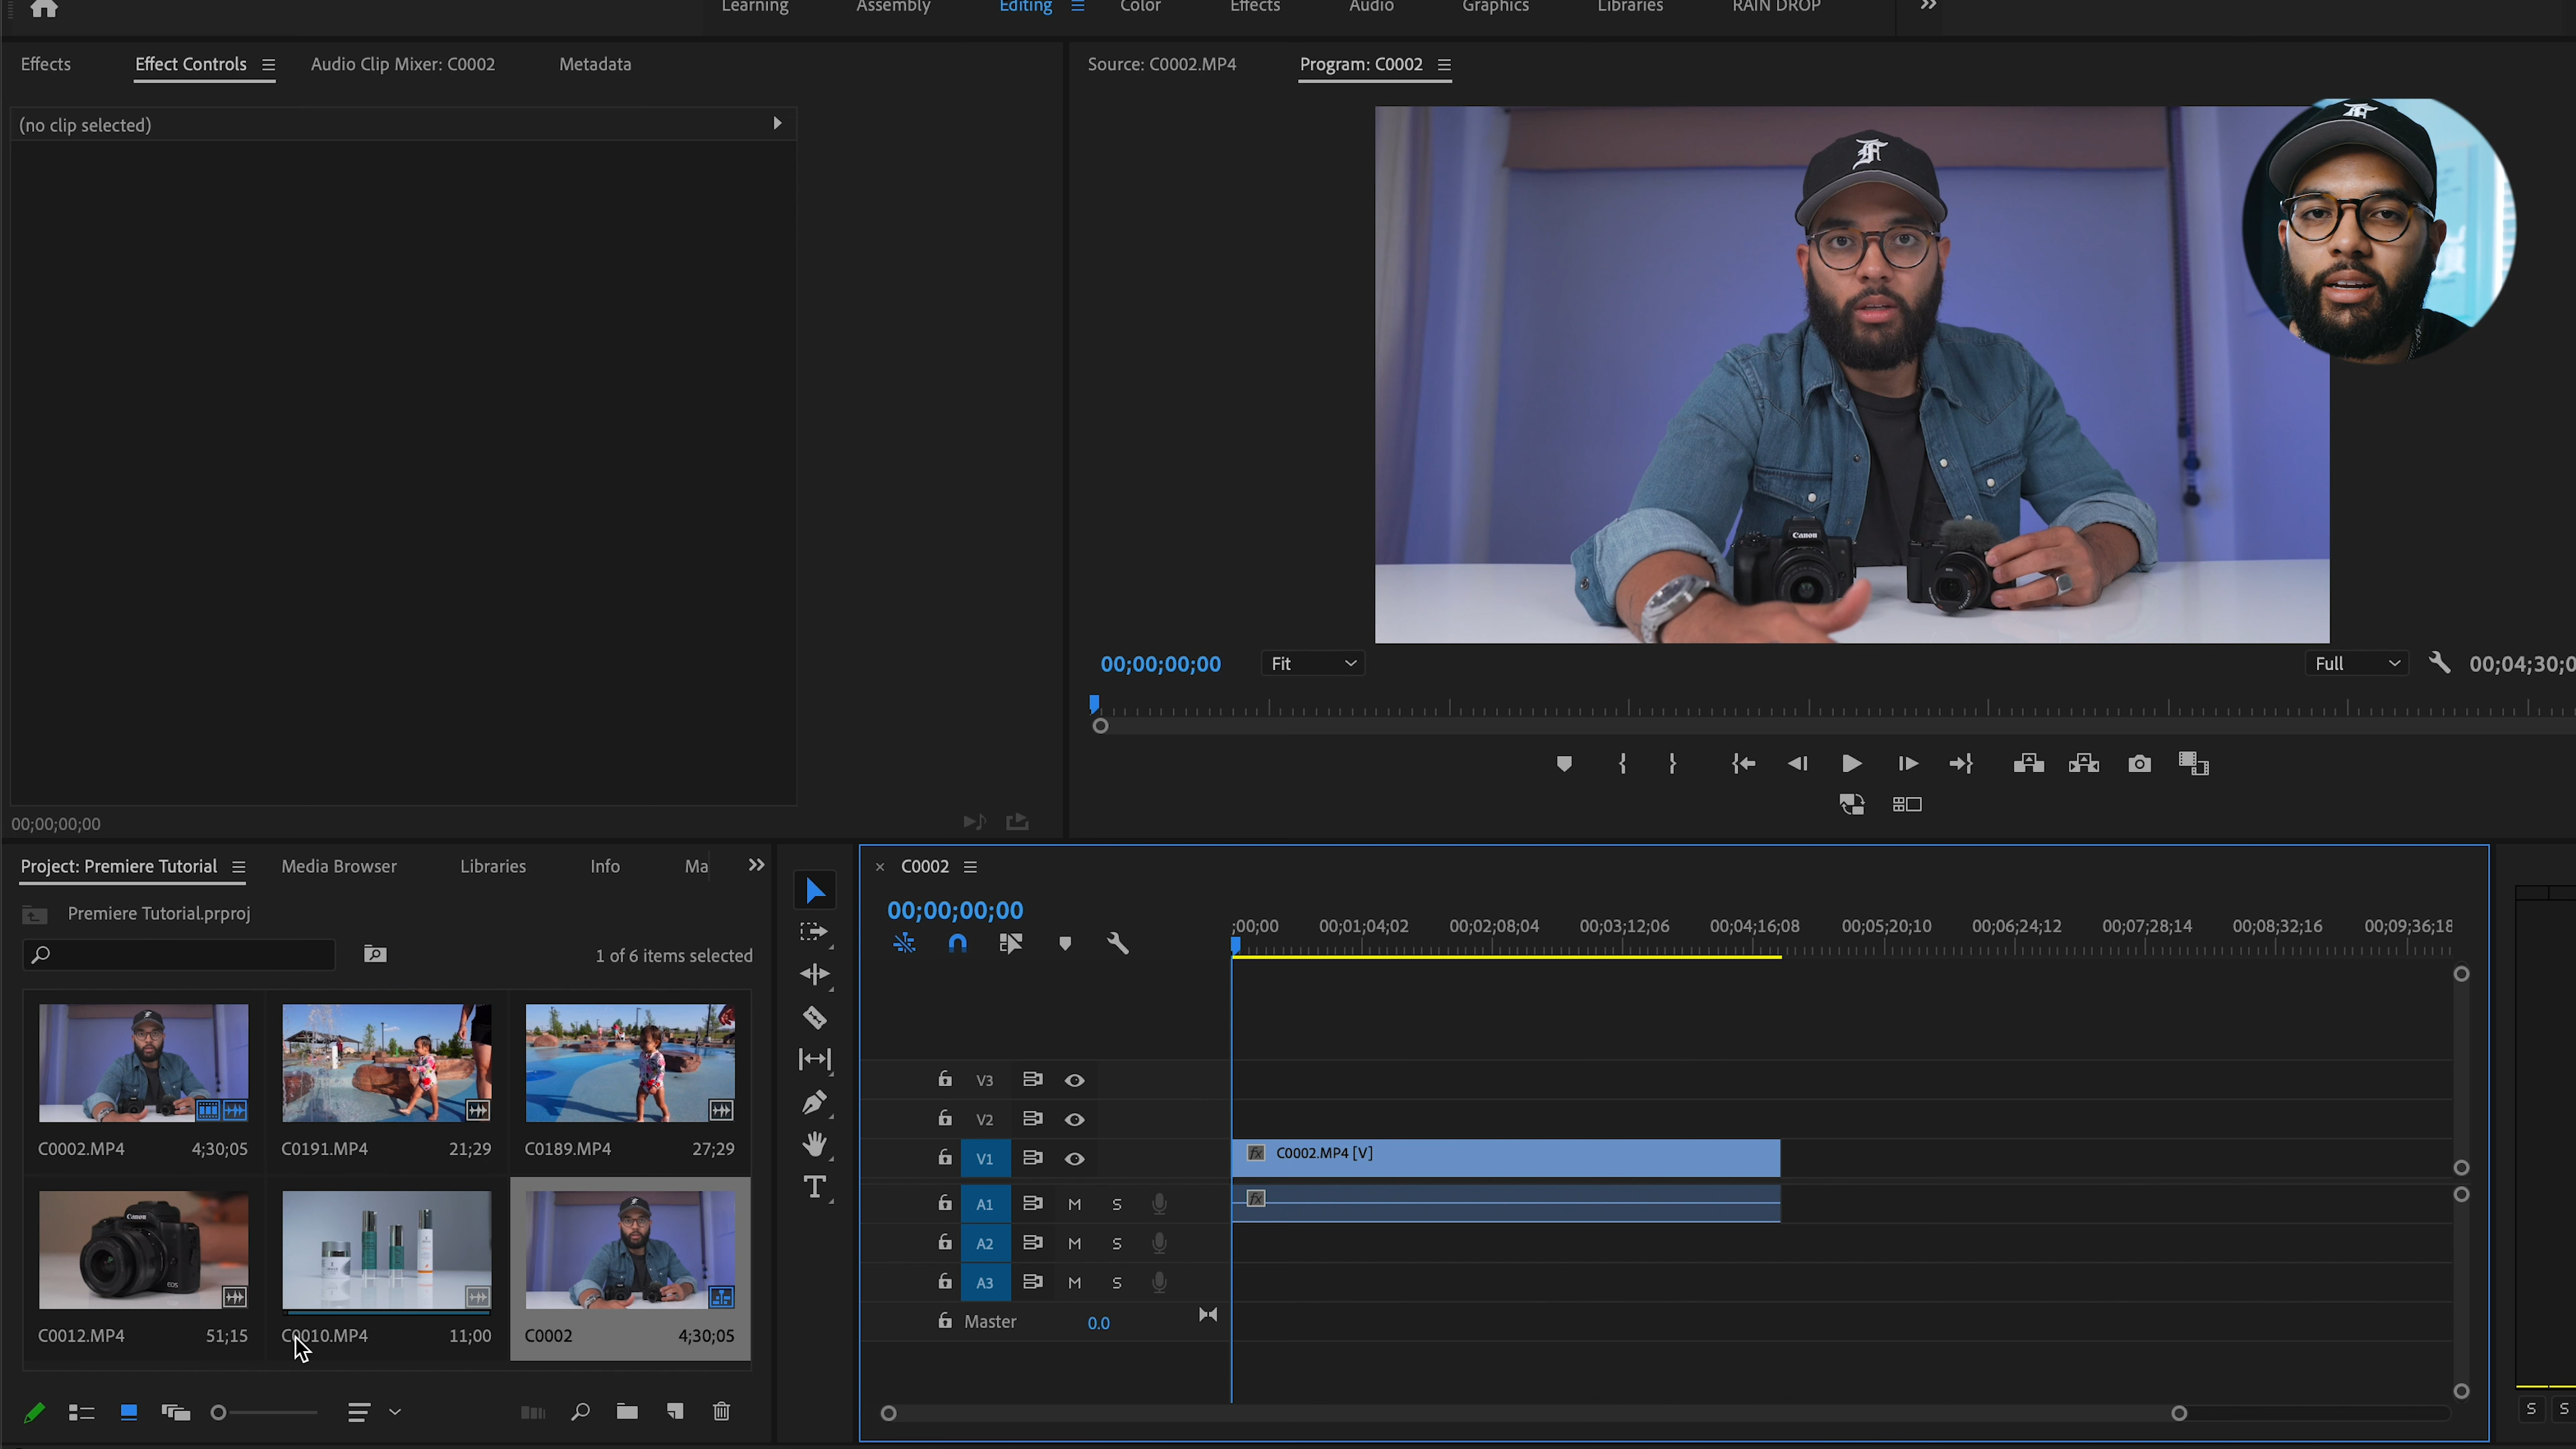 Learning Assembly Editing Color Effects Audio Graphics Libraries RAIN DROP
Effects Effect Controls Audio Clip Mixer: C0002 Metadata
Source: C0002.MP4 Program: C0002
(no clip selected)
Canon
00;00;00;00 Fit Full 00;04;30;0
00;00;00;00
Project: Premiere Tutorial Media Browser Libraries Info Ma
Premiere Tutorial.prproj
1 of 6 items selected
C0002.MP4 4;30;05
C0191.MP4 21;29
C0189.MP4 27;29
Canon
EOS
C0012.MP4 51;15
C0010.MP4 11;00
C0002 4;30;05
C0002
00;00;00;00
;00;00 00;01;04;02 00;02;08;04 00;03;12;06 00;04;16;08 00;05;20;10 00;06;24;12 00;07;28;14 00;08;32;16 00;09;36;18
V3
V2
V1 fx C0002.MP4 [V]
A1 M S fx
A2 M S
A3 M S
Master 0.0
S S